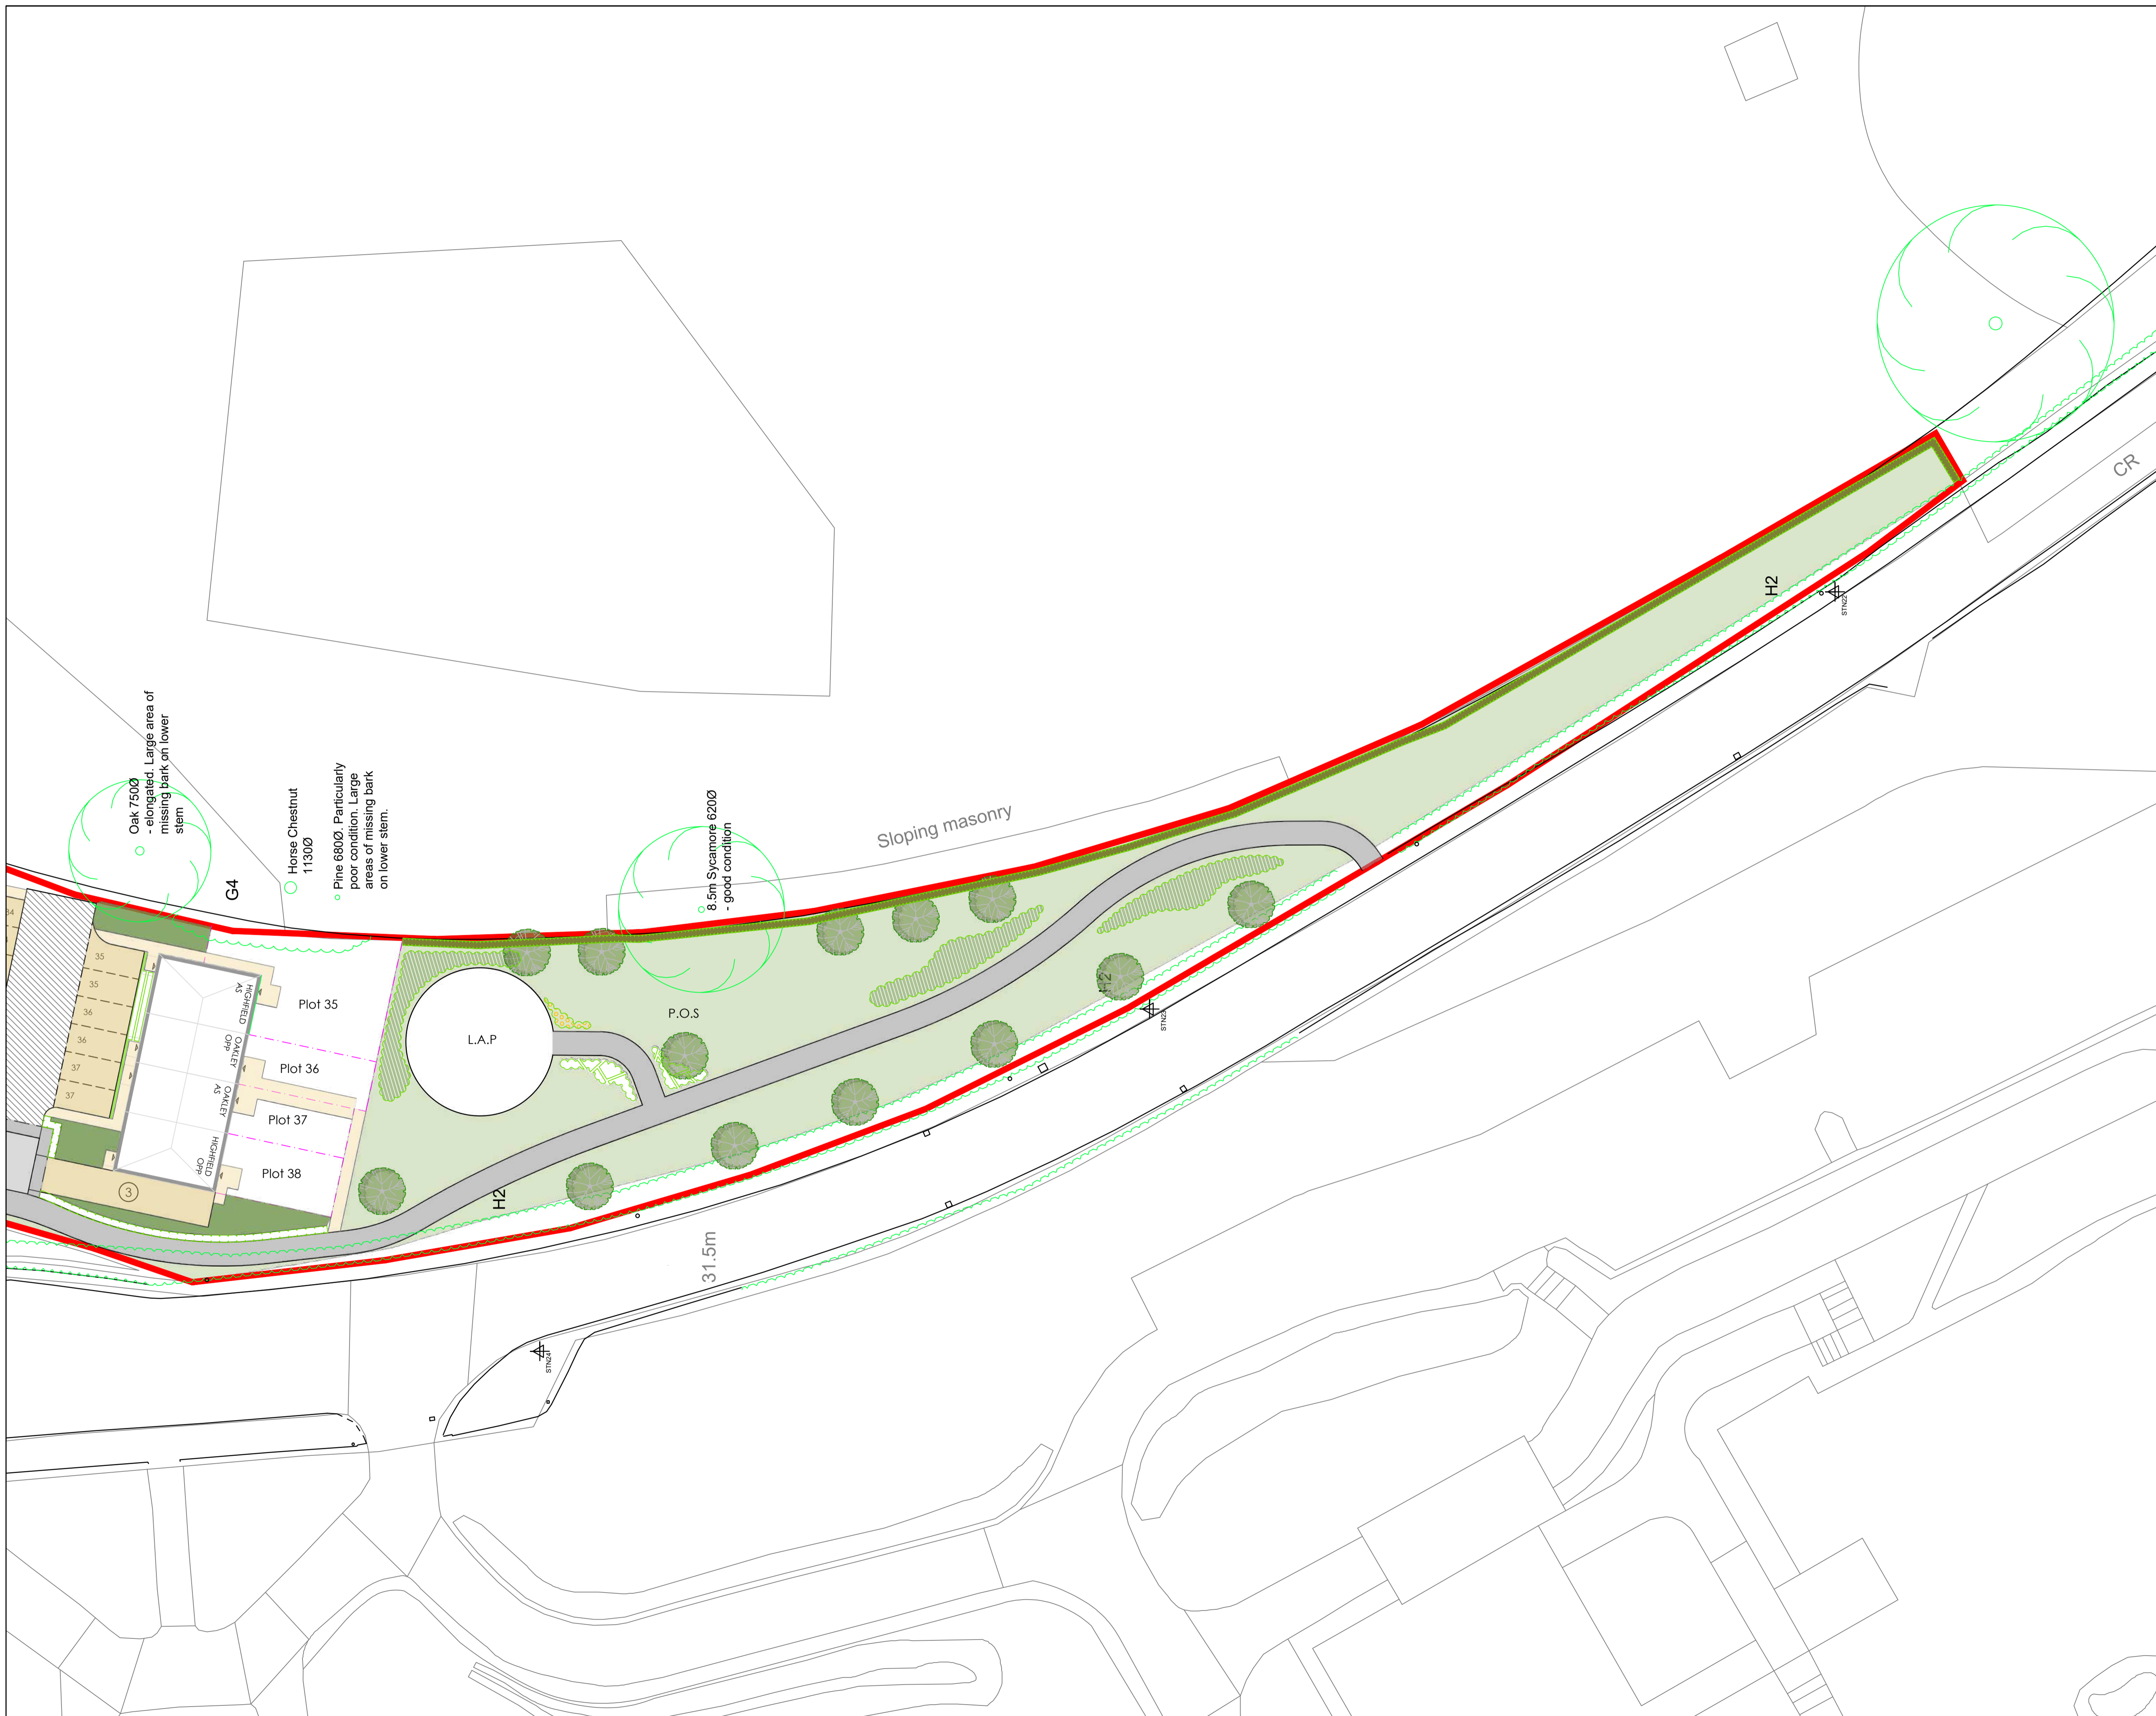 CR
H2
STN22
Oak 750Ø
- elongated. Large area of
missing bark on lower
stem
Horse Chestnut
1130Ø
Pine 680Ø. Particularly
poor condition. Large
areas of missing bark
on lower stem.
G4
8.5m Sycamore 620Ø
- good condition
Sloping masonry
34
35
35
36
36
37
37
HIGHFIELD
AS
OAKLEY
OPP
OAKLEY
AS
HIGHFIELD
OPP
Plot 35
Plot 36
Plot 37
Plot 38
3
L.A.P
P.O.S
H2
STN23
H2
31.5m
STN24